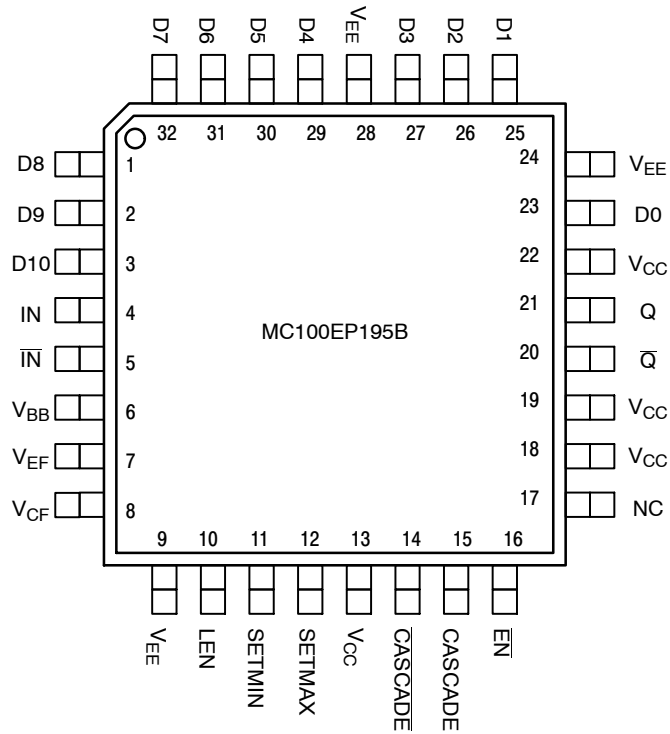 D7 D6 D5 D4 VEE D3 D2 D1
32 31 30 29 28 27 26 25
D8 1 24 VEE
D9 2 23 D0
D10 3 22 VCC
IN 4 21 Q
MC100EP195B
I̅N̅ 5 20 Q̅
VBB 6 19 VCC
VEF 7 18 VCC
VCF 8 17 NC
9 10 11 12 13 14 15 16
VEE LEN SETMIN SETMAX VCC C̅A̅S̅C̅A̅D̅E̅ CASCADE E̅N̅